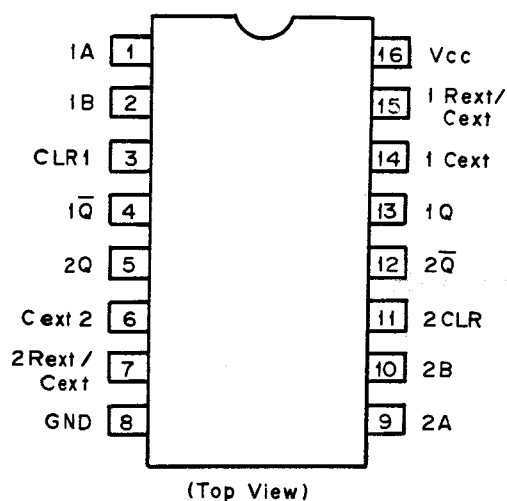 1A 1 16 Vcc
1B 2 15 1 Rext/
Cext
CLR1 3 14 1 Cext
1Q̅ 4 13 1Q
2Q 5 12 2Q̅
Cext 2 6 11 2CLR
2Rext/
Cext 7 10 2B
GND 8 9 2A
(Top View)